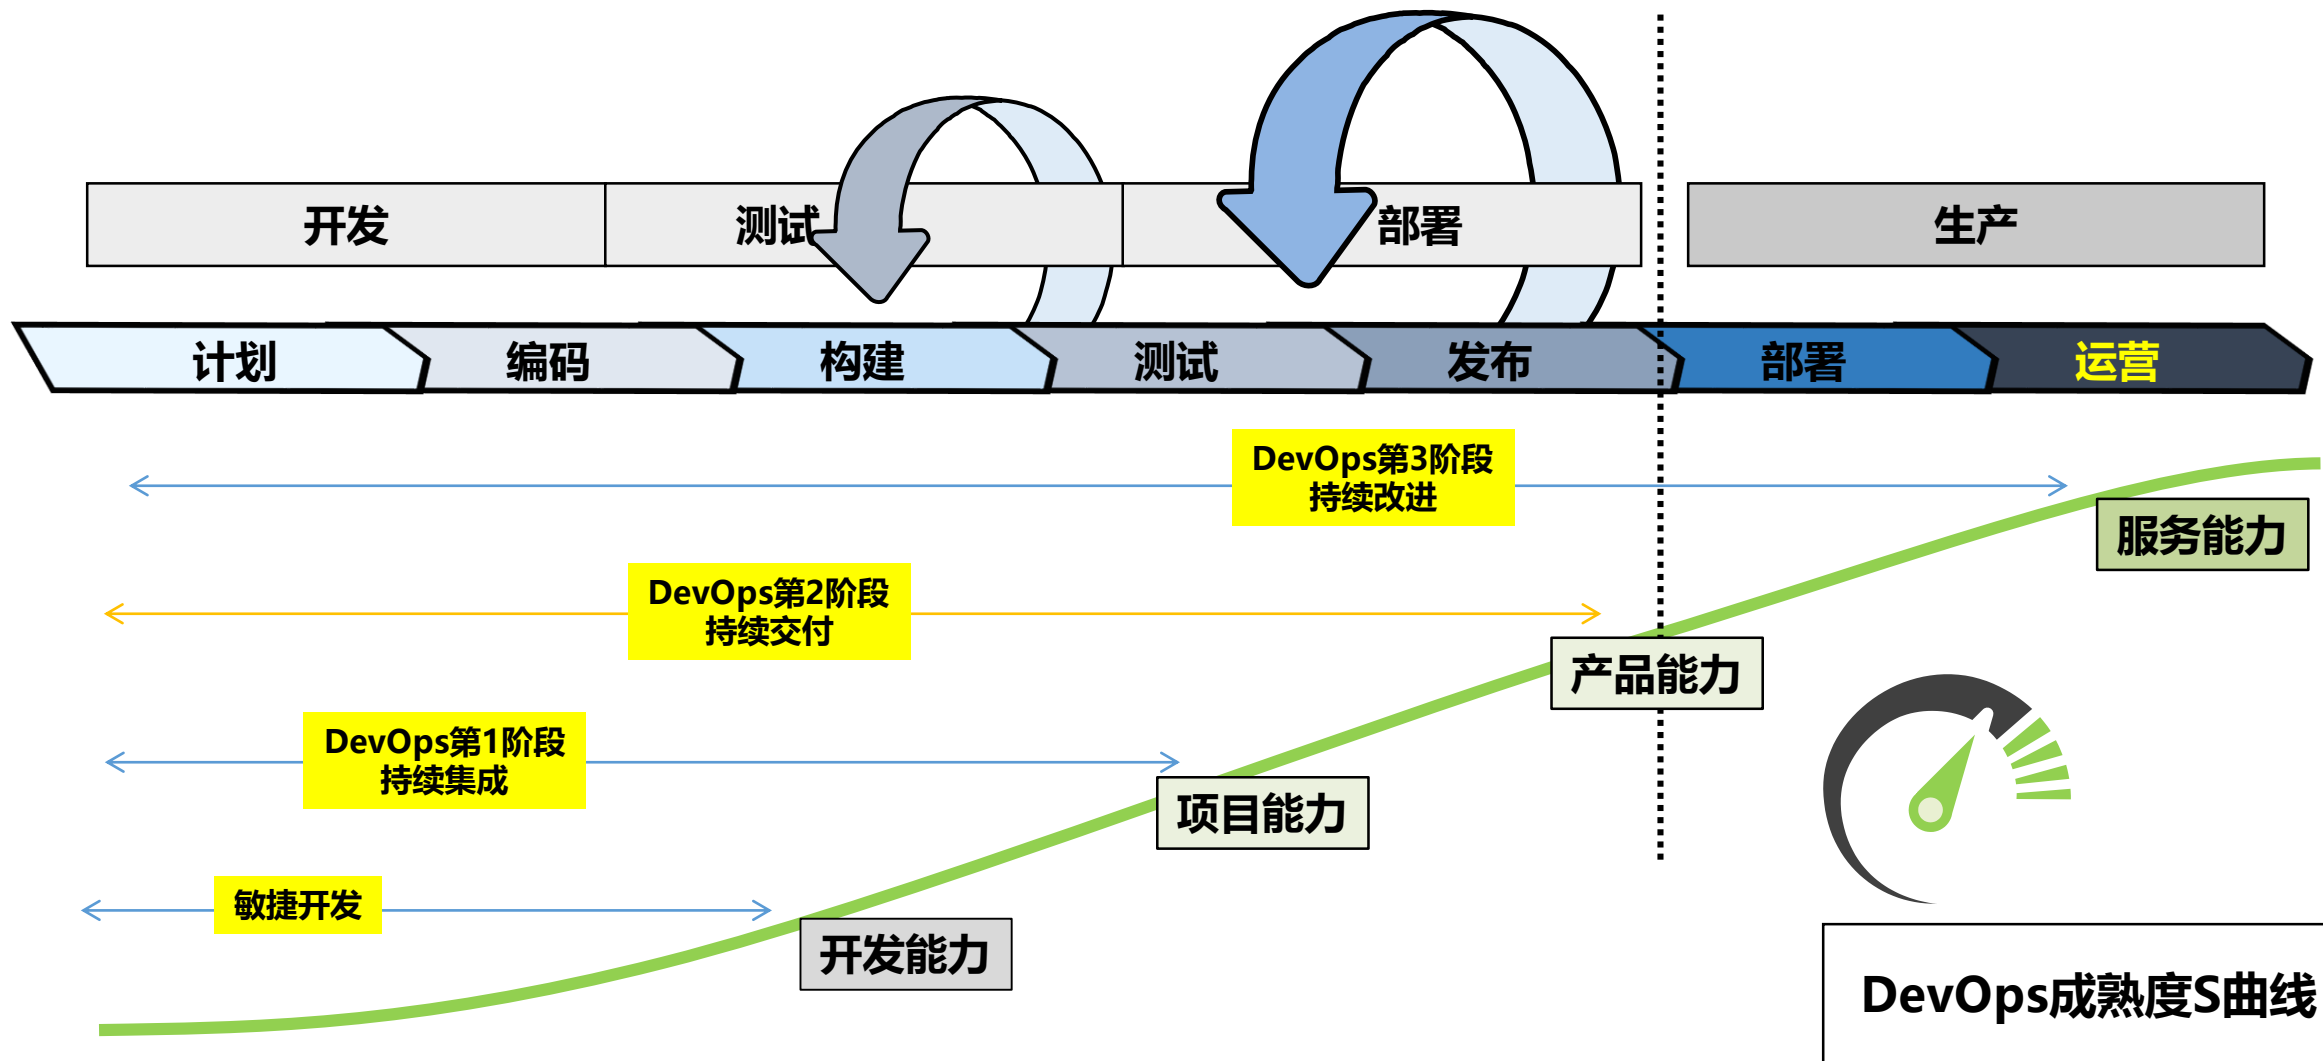 开发
测试
部署
生产
计划
编码
构建
测试
发布
部署
运营
DevOps第3阶段
持续改进
服务能力
DevOps第2阶段
持续交付
产品能力
DevOps第1阶段
持续集成
项目能力
敏捷开发
开发能力
DevOps成熟度S曲线